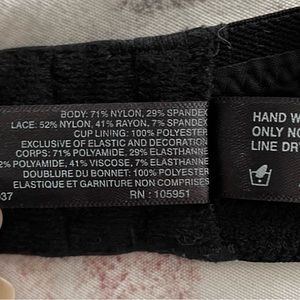 BODY: 71% NYLON, 29% SPANDEX
LACE: 52% NYLON, 41% RAYON, 7% SPANDEX
CUP LINING: 100% POLYESTER
EXCLUSIVE OF ELASTIC AND DECORATION
CORPS: 71% POLYAMIDE, 29% ELASTHANNE
2% POLYAMIDE, 41% VISCOSE, 7% ELASTHANNE
DOUBLURE DU BONNET: 100% POLYESTER
ELASTIQUE ET GARNITURE NON COMPRISES
037 RN: 105951
HAND W
ONLY NO
LINE DRY